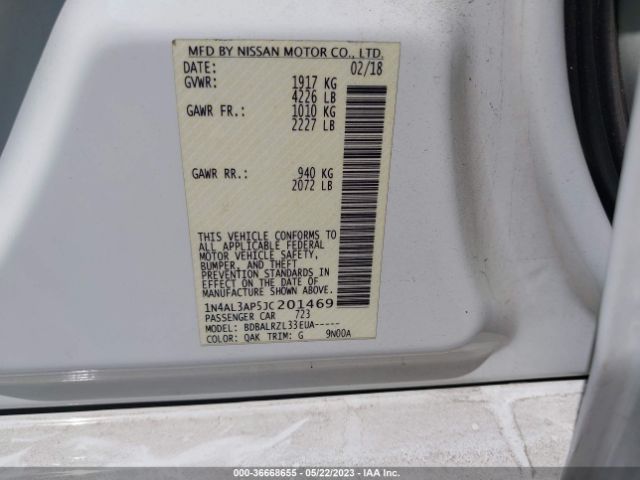 MFD BY NISSAN MOTOR CO., LTD.
DATE: 02/18
GVWR: 1917 KG
4226 LB
GAWR FR.: 1010 KG
2227 LB
GAWR RR.: 940 KG
2072 LB
THIS VEHICLE CONFORMS TO
ALL APPLICABLE FEDERAL
MOTOR VEHICLE SAFETY,
BUMPER, AND THEFT
PREVENTION STANDARDS IN
EFFECT ON THE DATE OF
MANUFACTURE SHOWN ABOVE.
1N4AL3AP5JC201469
PASSENGER CAR 723
MODEL: BDBALRZL33EUA-----
COLOR: QAK TRIM: G 9N00A
000-36668655 - 05/22/2023 - IAA Inc.